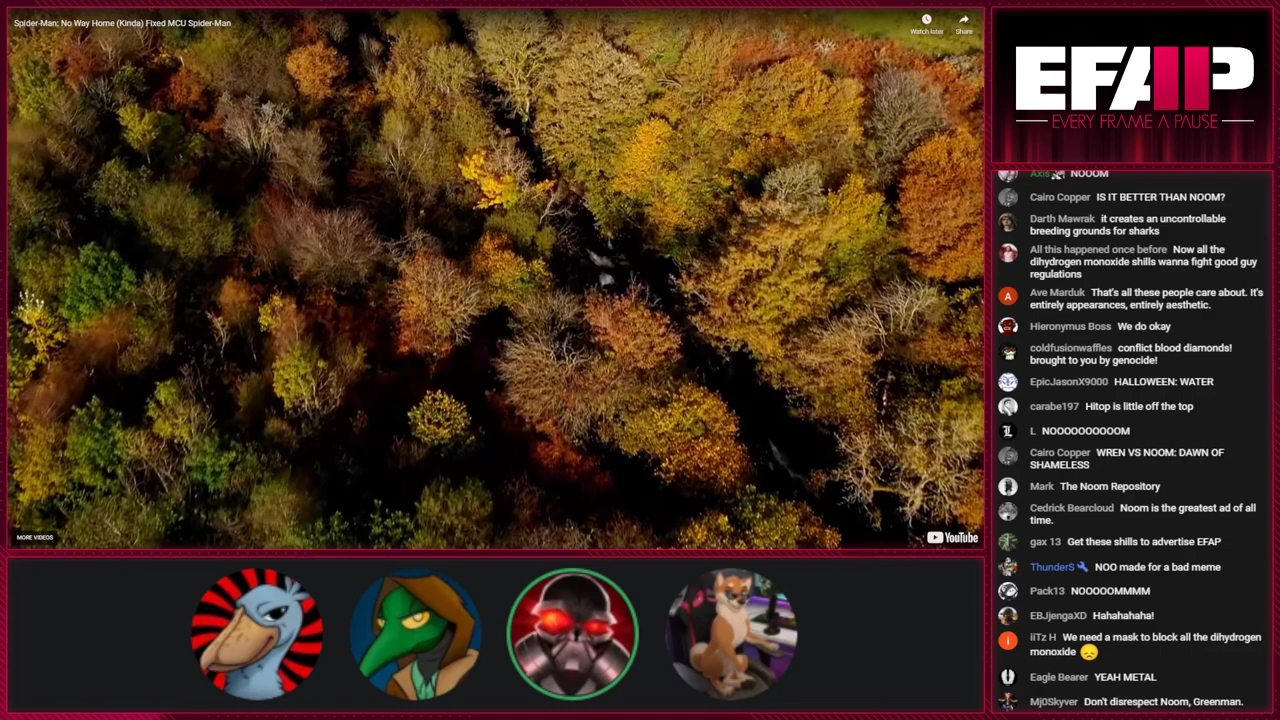 Spider-Man: No Way Home (Kinda) Fixed MCU Spider-Man
Watch later
Share
MORE VIDEOS
YouTube
EFAP
EVERY FRAME A PAUSE
Axis NOOOM
Cairo Copper IS IT BETTER THAN NOOM?
Darth Mawrak it creates an uncontrollable
breeding grounds for sharks
All this happened once before Now all the
dihydrogen monoxide shills wanna fight good guy
regulations
A
Ave Marduk That's all these people care about. It's
entirely appearances, entirely aesthetic.
Hieronymus Boss We do okay
coldfusionwaffles conflict blood diamonds!
brought to you by genocide!
EpicJasonX9000 HALLOWEEN: WATER
carabe197 Hitop is little off the top
L NOOOOOOOOOOM
Cairo Copper WREN VS NOOM: DAWN OF
SHAMELESS
Mark The Noom Repository
Cedrick Bearcloud Noom is the greatest ad of all
time.
gax 13 Get these shills to advertise EFAP
ThunderS NOO made for a bad meme
Pack13 NOOOOOMMMM
EBJjengaXD Hahahahaha!
i
iiTz H We need a mask to block all the dihydrogen
monoxide 😞
Eagle Bearer YEAH METAL
Mj0Skyver Don't disrespect Noom, Greenman.